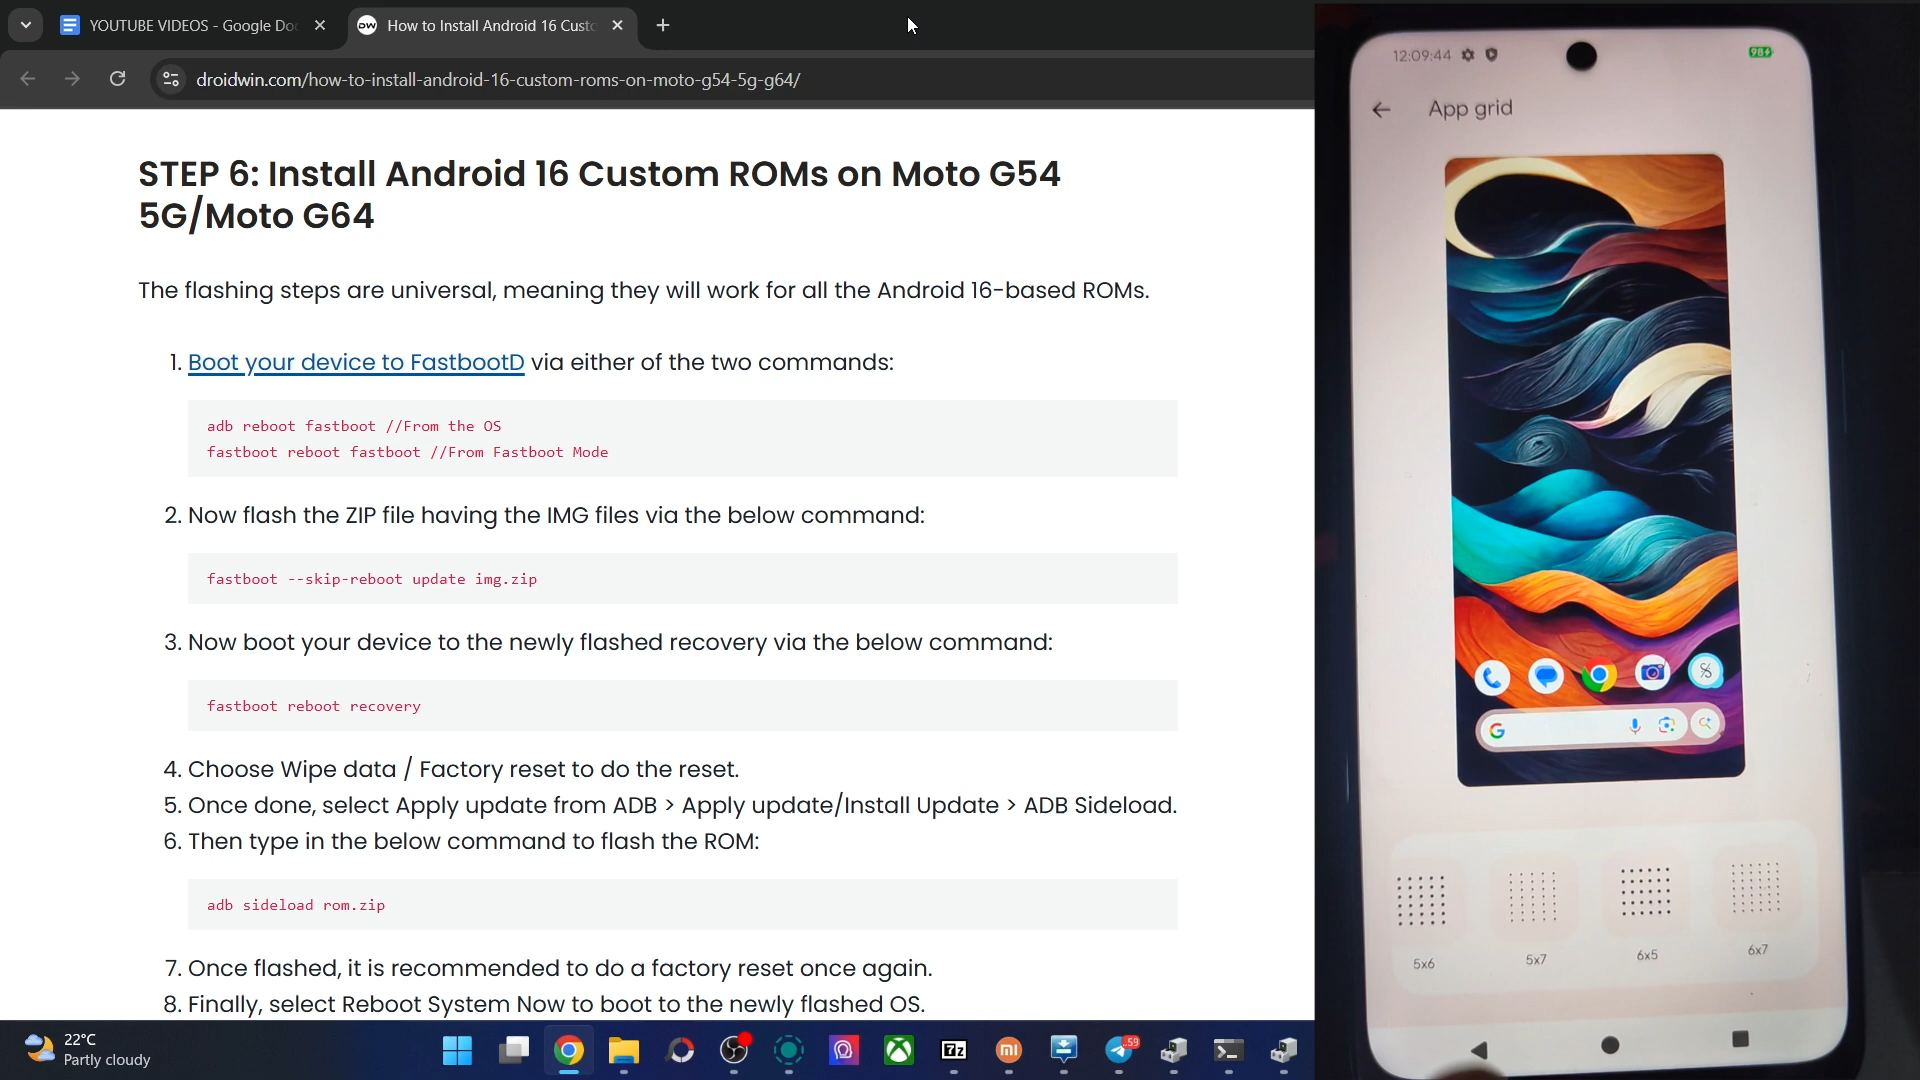 YOUTUBE VIDEOS - Google Doc
How to Install Android 16 Custo
droidwin.com/how-to-install-android-16-custom-roms-on-moto-g54-5g-g64/
STEP 6: Install Android 16 Custom ROMs on Moto G54
5G/Moto G64
The flashing steps are universal, meaning they will work for all the Android 16-based ROMs.
1. Boot your device to FastbootD via either of the two commands:
adb reboot fastboot //From the OS
fastboot reboot fastboot //From Fastboot Mode
2. Now flash the ZIP file having the IMG files via the below command:
fastboot --skip-reboot update img.zip
3. Now boot your device to the newly flashed recovery via the below command:
fastboot reboot recovery
4. Choose Wipe data / Factory reset to do the reset.
5. Once done, select Apply update from ADB > Apply update/Install Update > ADB Sideload.
6. Then type in the below command to flash the ROM:
adb sideload rom.zip
7. Once flashed, it is recommended to do a factory reset once again.
8. Finally, select Reboot System Now to boot to the newly flashed OS.
22°C
Partly cloudy
7z
mi
..59
12:09:44
98
App grid
G
5x6
5x7
6x5
6x7